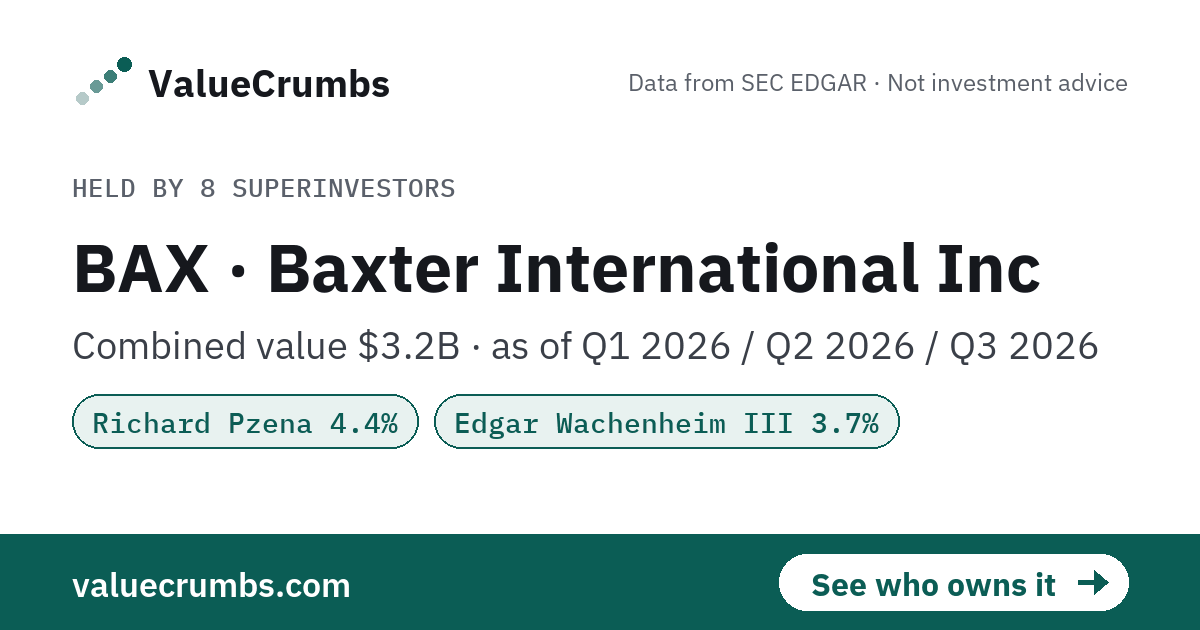 ValueCrumbs
Data from SEC EDGAR · Not investment advice
HELD BY 8 SUPERINVESTORS
BAX · Baxter International Inc
Combined value $3.2B · as of Q1 2026 / Q2 2026 / Q3 2026
Richard Pzena 4.4%
Edgar Wachenheim III 3.7%
valuecrumbs.com
See who owns it →